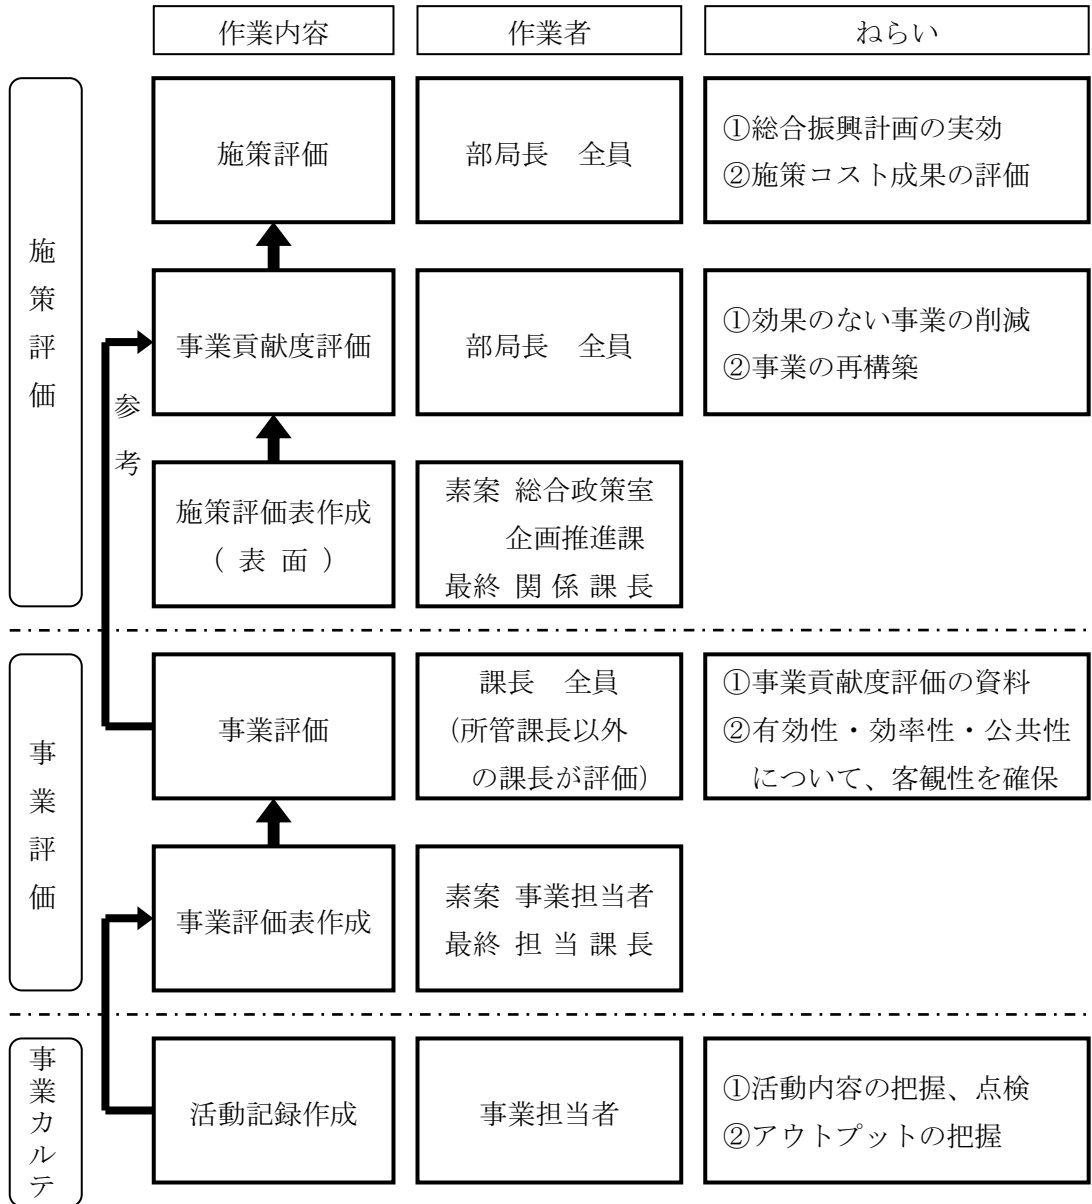 作業内容
作業者
ねらい
施策評価
施策評価
部局長　全員
①総合振興計画の実効
②施策コスト成果の評価
事業貢献度評価
部局長　全員
①効果のない事業の削減
②事業の再構築
参考
施策評価表作成
（ 表 面 ）
素案 総合政策室
企画推進課
最終 関 係 課 長
事業評価
事業評価
課長　全員
(所管課長以外
の課長が評価)
①事業貢献度評価の資料
②有効性・効率性・公共性
について、客観性を確保
事業評価表作成
素案 事業担当者
最終 担 当 課 長
事業カルテ
活動記録作成
事業担当者
①活動内容の把握、点検
②アウトプットの把握